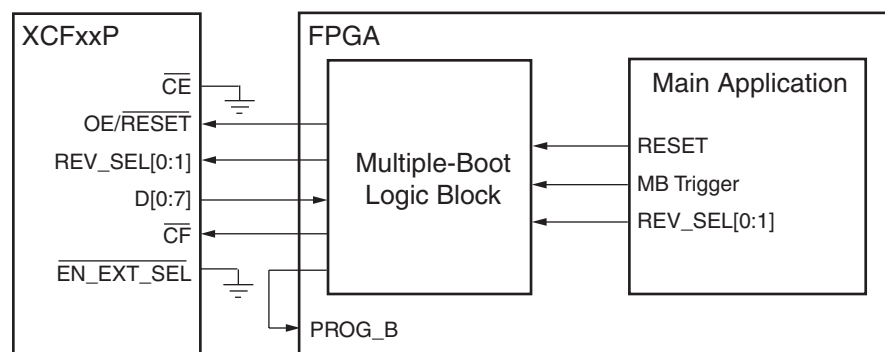 XCFxxP
CE
OE/RESET
REV_SEL[0:1]
D[0:7]
CF
EN_EXT_SEL
FPGA
Multiple-Boot
Logic Block
PROG_B
Main Application
RESET
MB Trigger
REV_SEL[0:1]